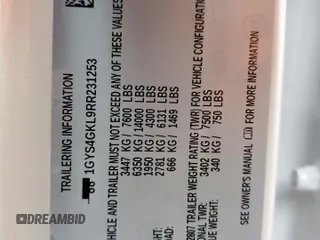 TRAILERING INFORMATION
1GYS4GKL9RR231253
VEHICLE AND TRAILER MUST NOT EXCEED ANY OF THESE VALUES
3447 KG/ 7600 LBS
6350 KG/ 14000 LBS
1950 KG/ 4300 LBS
2781 KG/ 6131 LBS
666 KG/ 1469 LBS
2807 TRAILER WEIGHT RATING (TWR) FOR VEHICLE CONFIGURATION
3402 KG/ 7500 LBS
340 KG/ 750 LBS
SEE OWNER'S MANUAL FOR MORE INFORMATION
DREAMBID